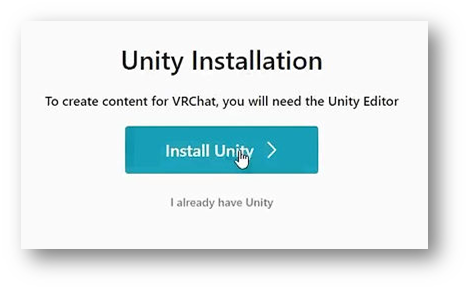 Unity Installation
To create content for VRChat, you will need the Unity Editor
Install Unity
I already have Unity